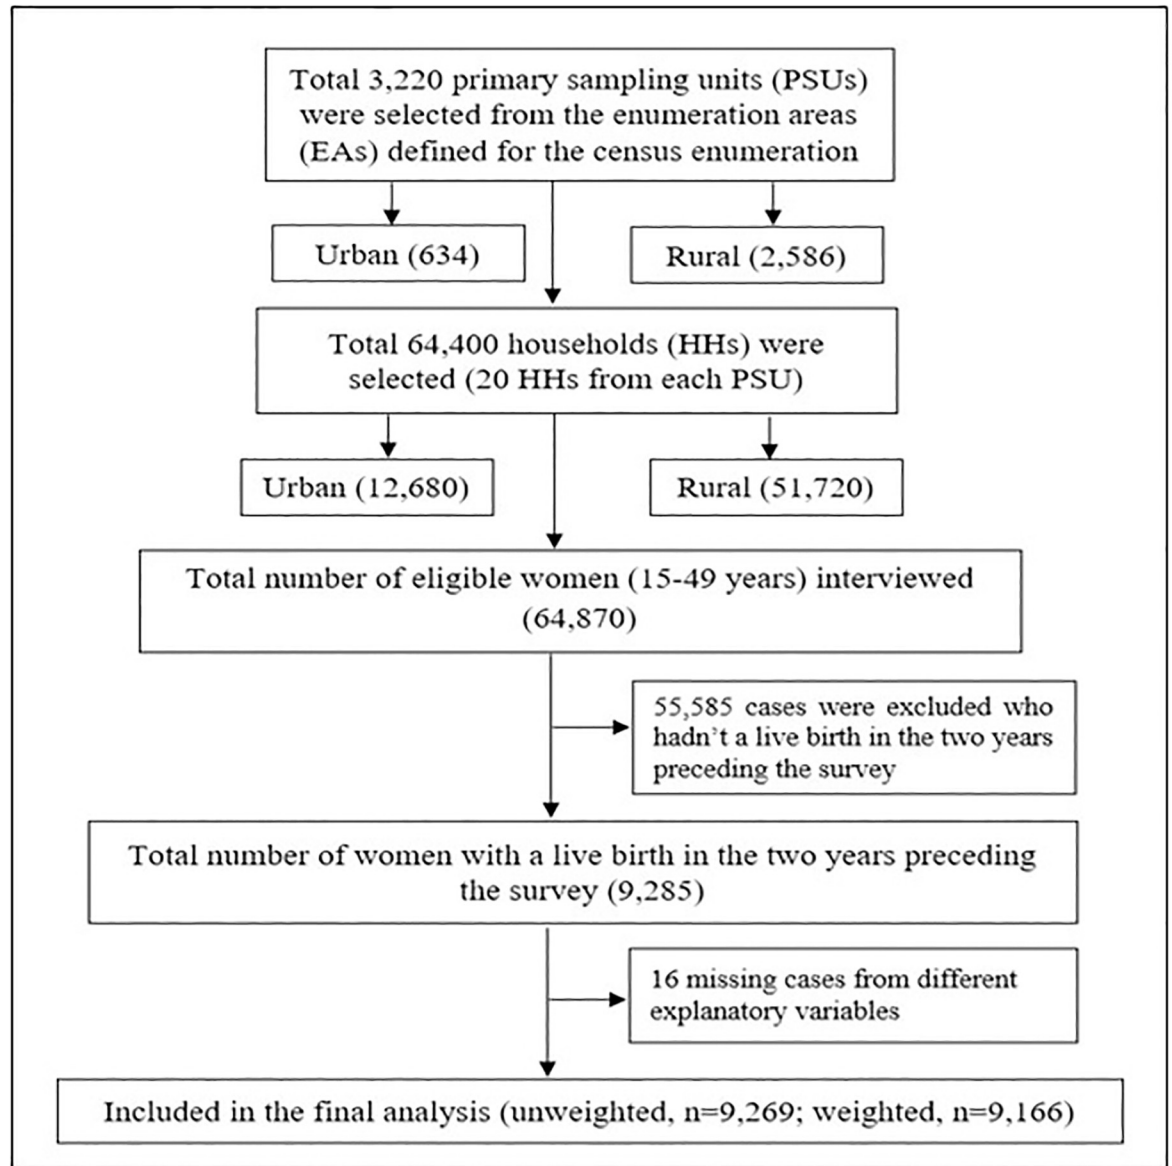 Total 3,220 primary sampling units (PSUs)
were selected from the enumeration areas
(EAs) defined for the census enumeration
Urban (634)
Rural (2,586)
Total 64,400 households (HHs) were
selected (20 HHs from each PSU)
Urban (12,680)
Rural (51,720)
Total number of eligible women (15-49 years) interviewed
(64,870)
55,585 cases were excluded who
hadn't a live birth in the two years
preceding the survey
Total number of women with a live birth in the two years preceding
the survey (9,285)
16 missing cases from different
explanatory variables
Included in the final analysis (unweighted, n=9,269; weighted, n=9,166)